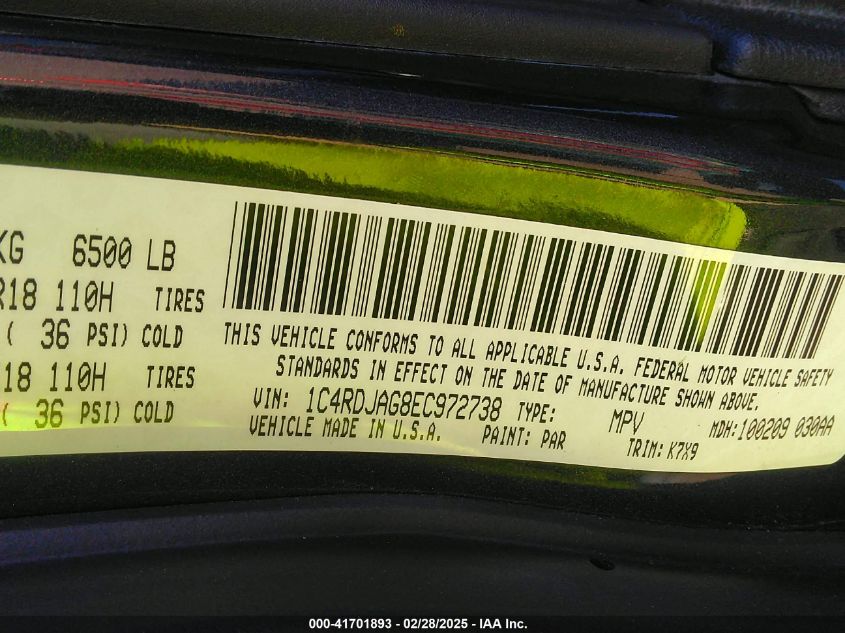 KG 6500 LB
R18 110H TIRES
( 36 PSI) COLD
18 110H TIRES
( 36 PSI) COLD
THIS VEHICLE CONFORMS TO ALL APPLICABLE U.S.A. FEDERAL MOTOR VEHICLE SAFETY
STANDARDS IN EFFECT ON THE DATE OF MANUFACTURE SHOWN ABOVE.
VIN: 1C4RDJAG8EC972738 TYPE: MPV MDH: 100209 030AA
VEHICLE MADE IN U.S.A. PAINT: PAR TRIM: K7X9
000-41701893 / 02/28/2025 - IAA Inc.